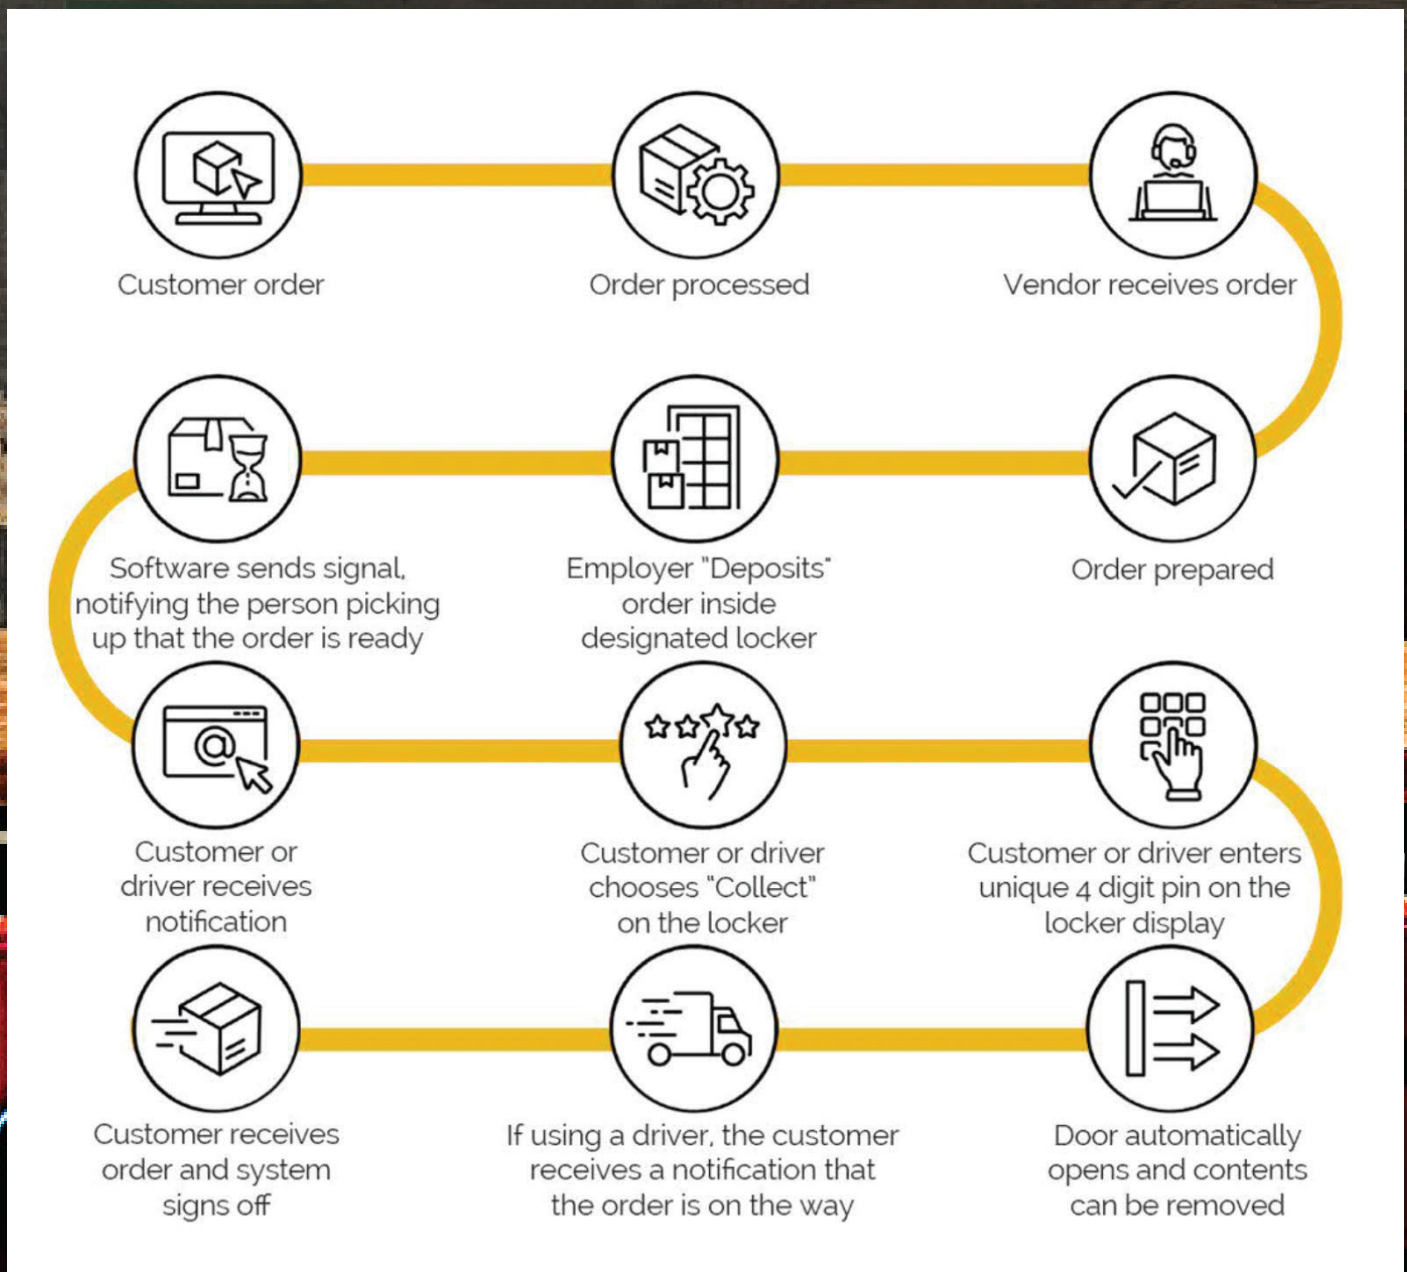 Customer order
Order processed
Vendor receives order
Software sends signal,
notifying the person picking
up that the order is ready
Employer "Deposits"
order inside
designated locker
Order prepared
@
Customer or
driver receives
notification
Customer or driver
chooses "Collect"
on the locker
Customer or driver enters
unique 4 digit pin on the
locker display
Customer receives
order and system
signs off
If using a driver, the customer
receives a notification that
the order is on the way
Door automatically
opens and contents
can be removed